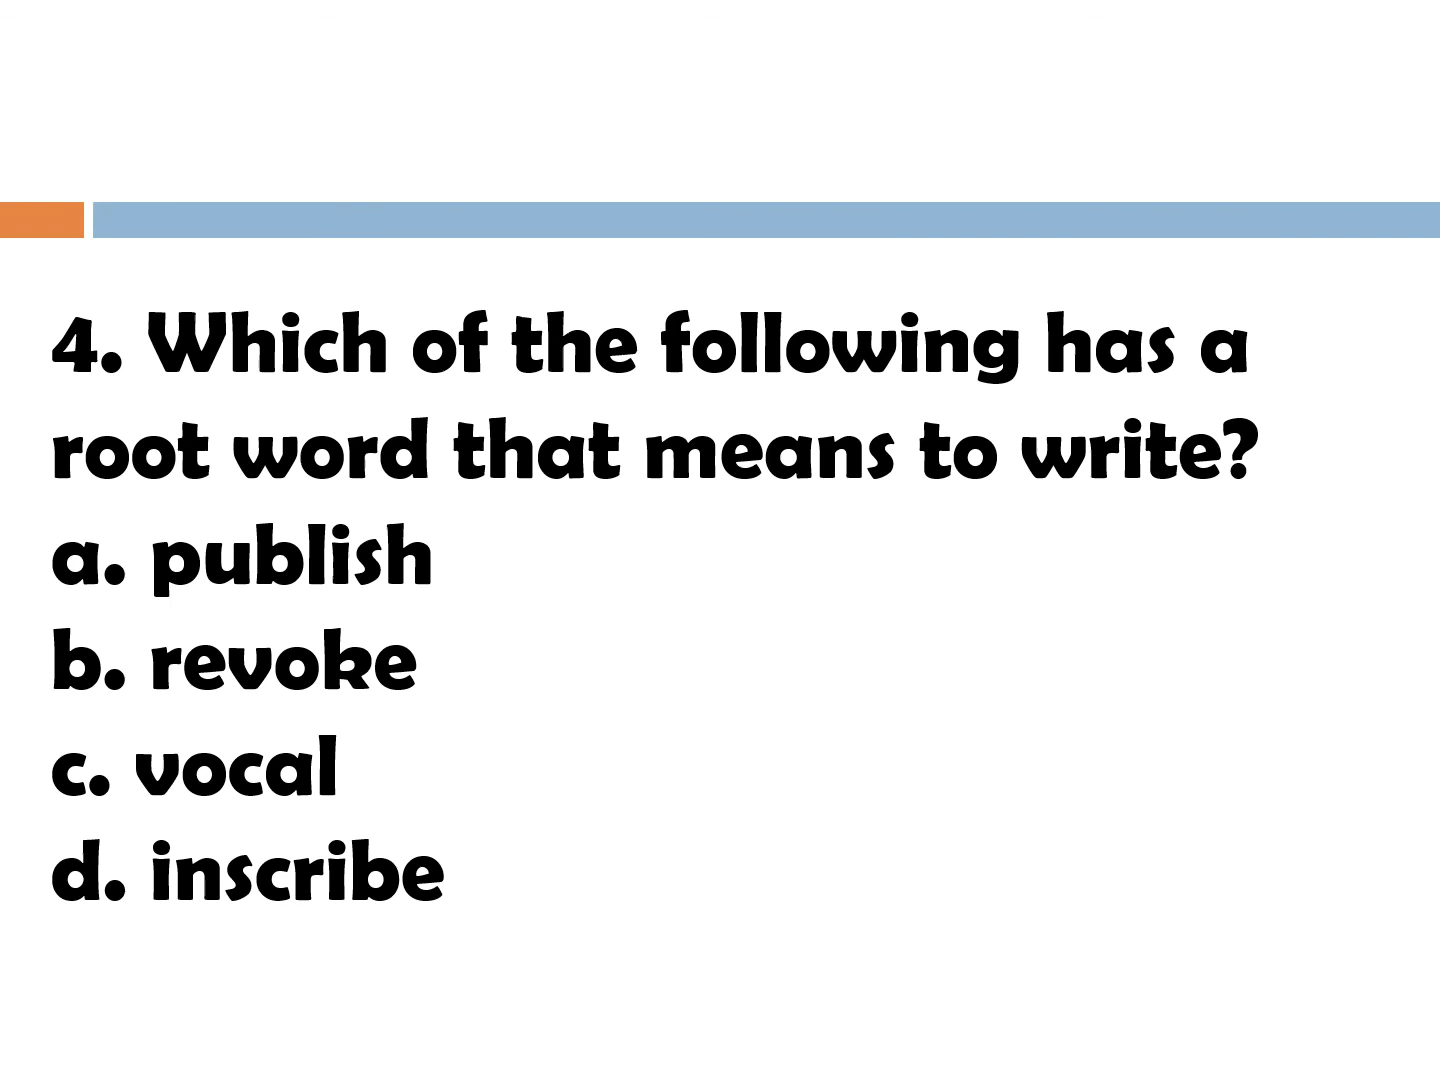 4. Which of the following has a
root word that means to write?
a. publish
b. revoke
c. vocal
d. inscribe